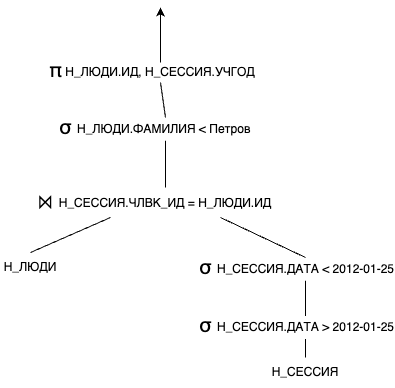 π Н_ЛЮДИ.ИД, Н_СЕССИЯ.УЧГОД
σ Н_ЛЮДИ.ФАМИЛИЯ < Петров
⋈ Н_СЕССИЯ.ЧЛВК_ИД = Н_ЛЮДИ.ИД
Н_ЛЮДИ
σ Н_СЕССИЯ.ДАТА < 2012-01-25
σ Н_СЕССИЯ.ДАТА > 2012-01-25
Н_СЕССИЯ